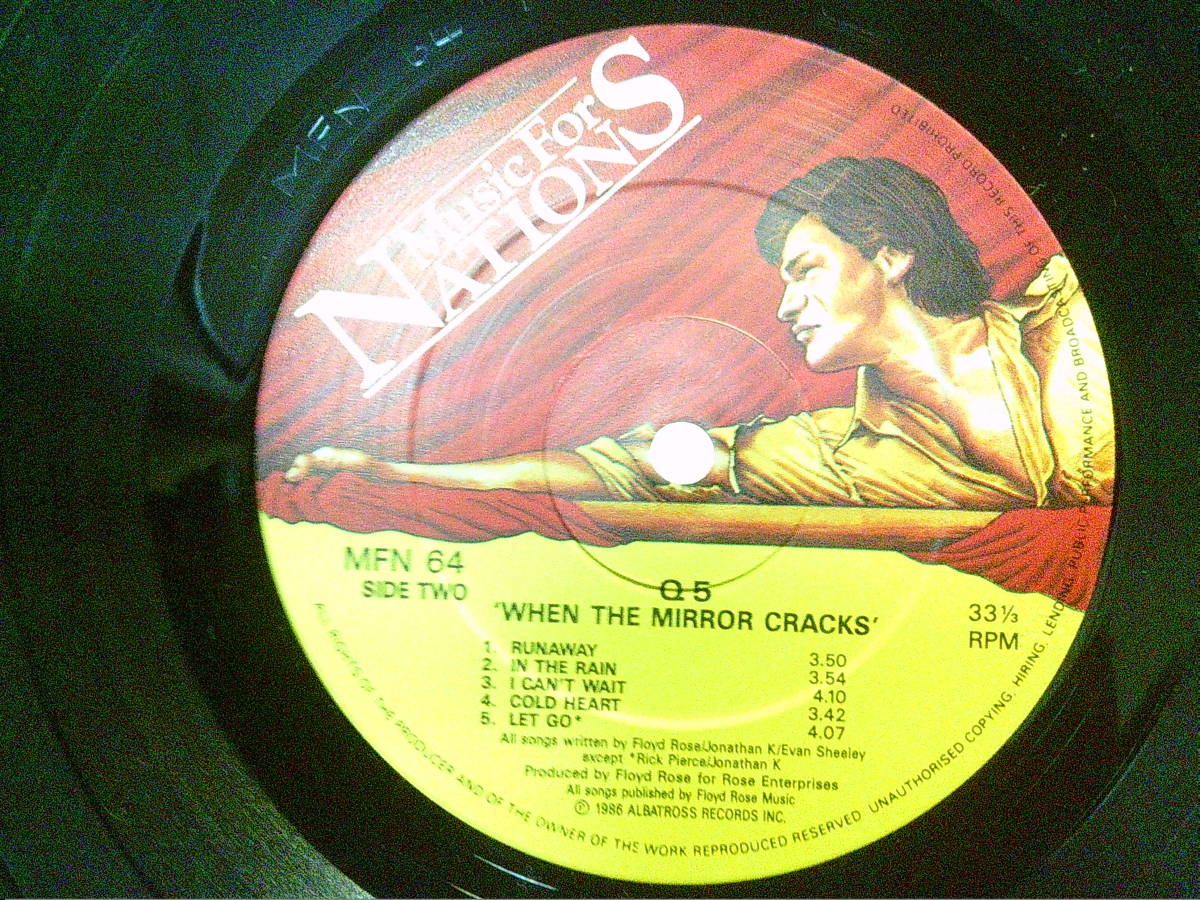 MFN 64
Music For
NATIONS
MFN 64
SIDE TWO
Q5
'WHEN THE MIRROR CRACKS'
33⅓
RPM
1. RUNAWAY 3.50
2. IN THE RAIN 3.54
3. I CAN'T WAIT 4.10
4. COLD HEART 3.42
5. LET GO* 4.07
All songs written by Floyd Rose/Jonathan K/Evan Sheeley
except *Rick Pierce/Jonathan K
Produced by Floyd Rose for Rose Enterprises
All songs published by Floyd Rose Music
Ⓟ 1986 ALBATROSS RECORDS INC.
ALL RIGHTS OF THE PRODUCER AND OF THE OWNER OF THE WORK REPRODUCED RESERVED UNAUTHORISED COPYING, HIRING, LENDING, PUBLIC PERFORMANCE AND BROADCASTING OF THIS RECORD PROHIBITED